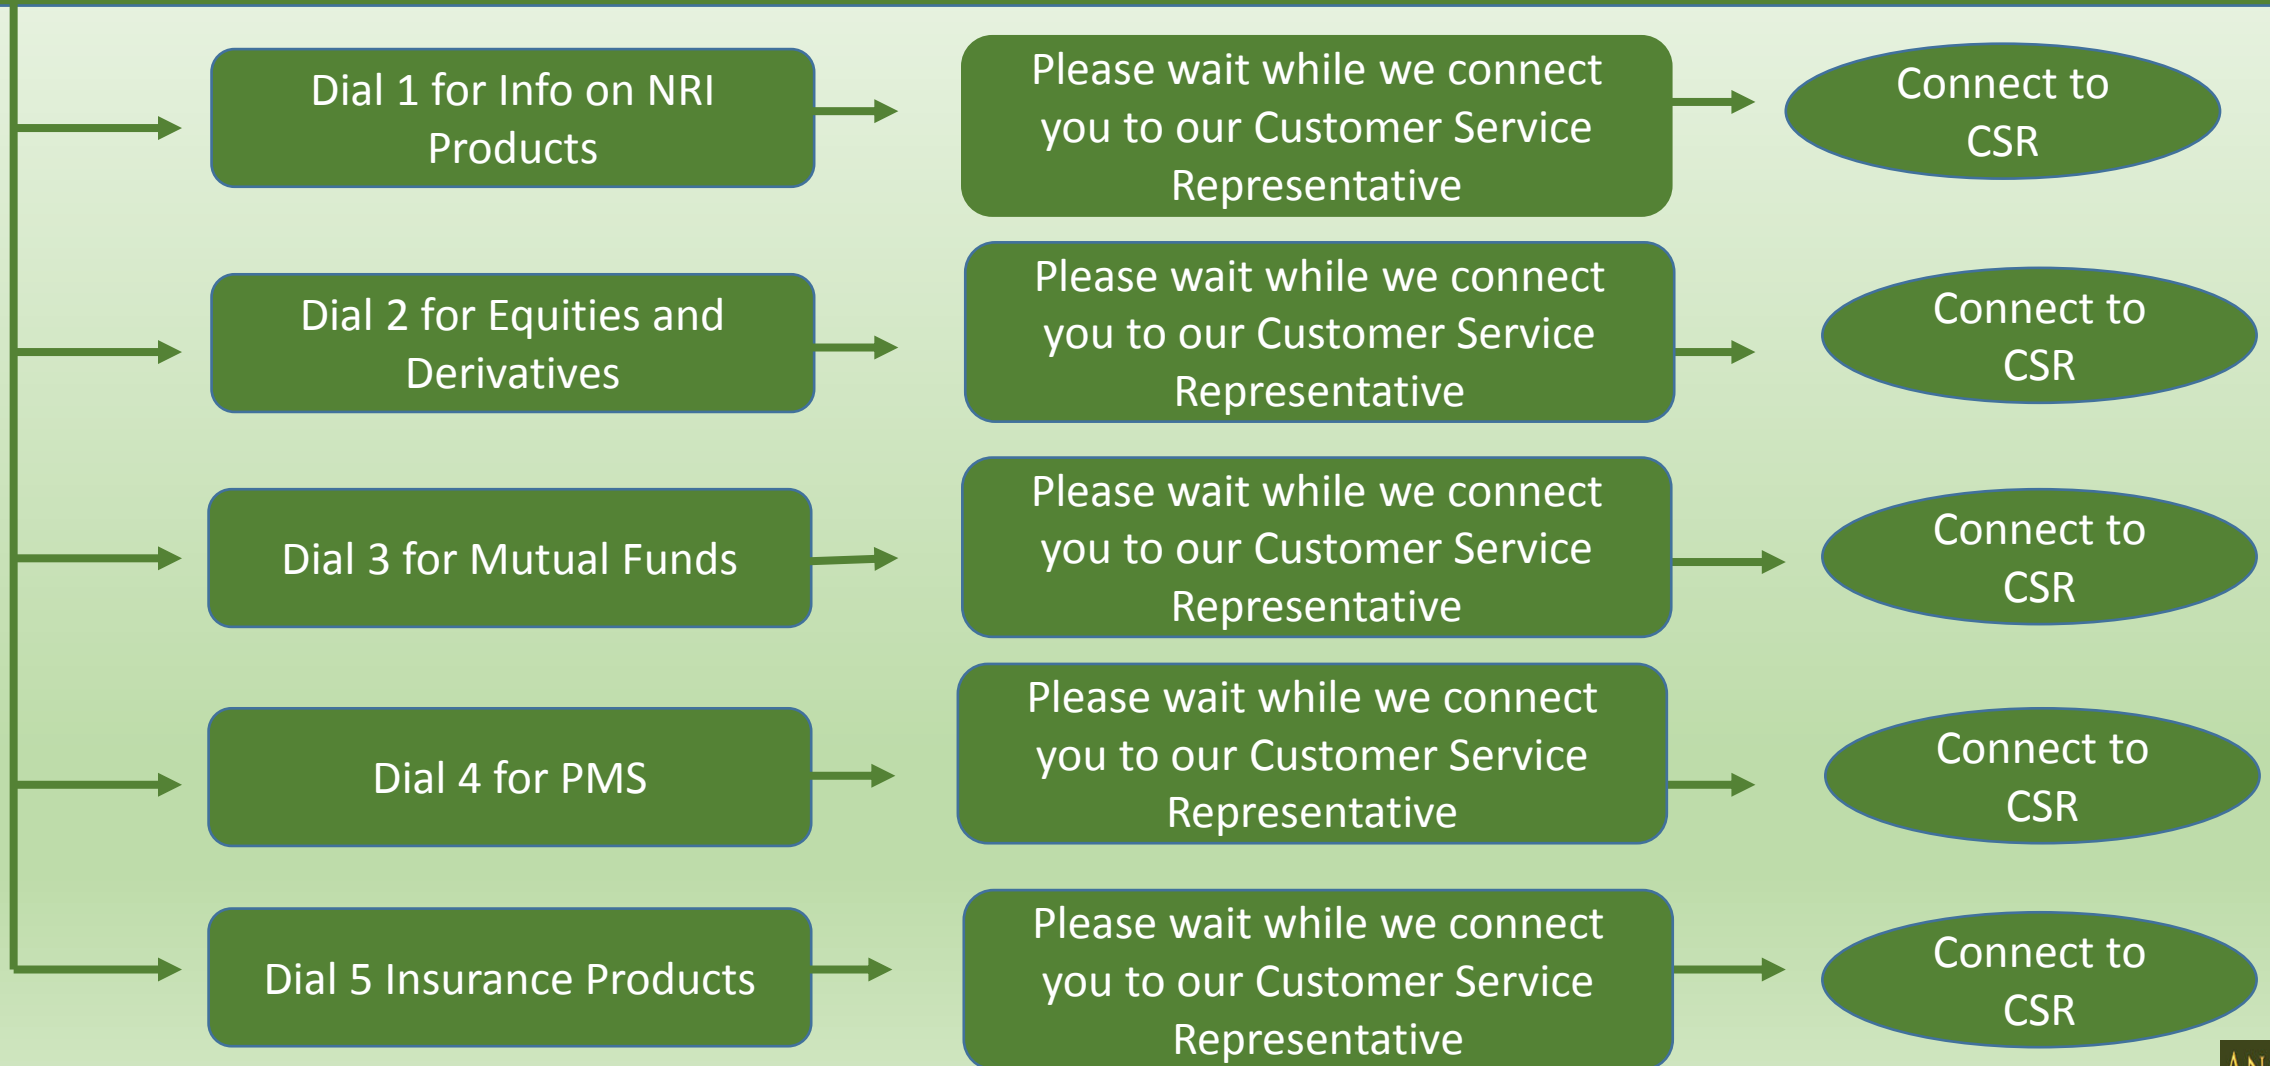 Dial 1 for Info on NRI
Products
Please wait while we connect
you to our Customer Service
Representative
Connect to
CSR
Dial 2 for Equities and
Derivatives
Please wait while we connect
you to our Customer Service
Representative
Connect to
CSR
Dial 3 for Mutual Funds
Please wait while we connect
you to our Customer Service
Representative
Connect to
CSR
Dial 4 for PMS
Please wait while we connect
you to our Customer Service
Representative
Connect to
CSR
Dial 5 Insurance Products
Please wait while we connect
you to our Customer Service
Representative
Connect to
CSR